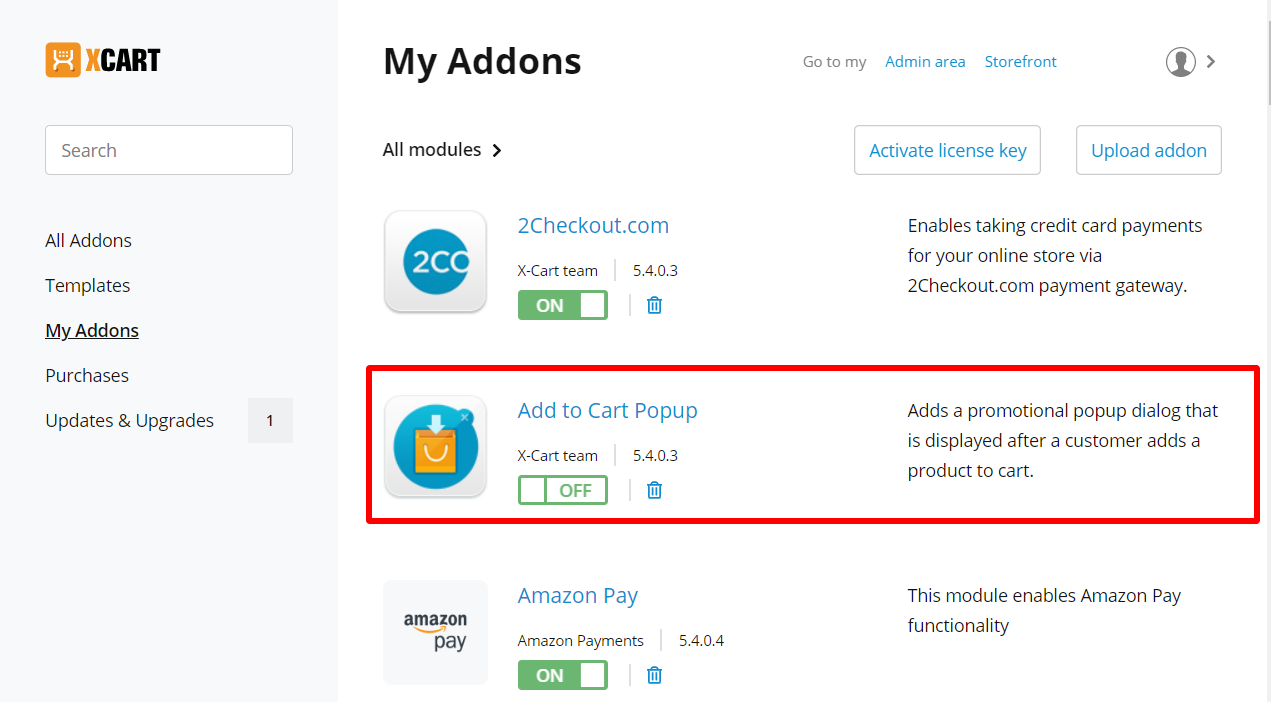 XCART
My Addons
Go to my Admin area Storefront
Search
All modules
Activate license key
Upload addon
All Addons
Templates
My Addons
Purchases
Updates & Upgrades 1
2CO
2Checkout.com
X-Cart team 5.4.0.3
ON
Enables taking credit card payments
for your online store via
2Checkout.com payment gateway.
Add to Cart Popup
X-Cart team 5.4.0.3
OFF
Adds a promotional popup dialog that
is displayed after a customer adds a
product to cart.
amazon
pay
Amazon Pay
Amazon Payments 5.4.0.4
ON
This module enables Amazon Pay
functionality